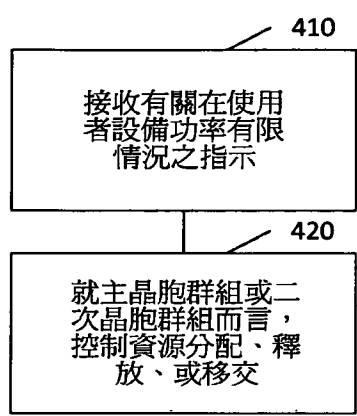 410
接收有關在使用
者設備功率有限
情況之指示
420
就主晶胞群組或二
次晶胞群組而言，
控制資源分配、釋
放、或移交